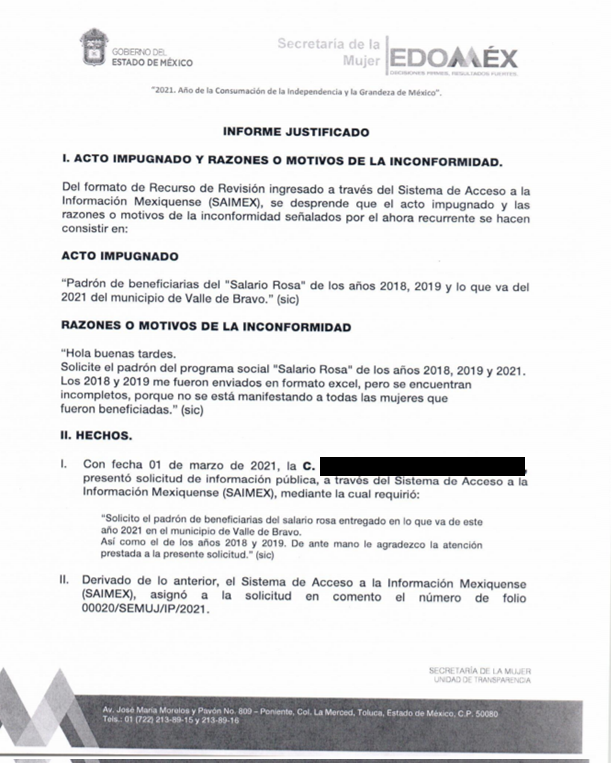 GOBIERNO DEL
ESTADO DE MÉXICO
Secretaría de la
Mujer
EDOMÉX
DECISIONES FIRMES, RESULTADOS FUERTES.
"2021. Año de la Consumación de la Independencia y la Grandeza de México".
INFORME JUSTIFICADO
I. ACTO IMPUGNADO Y RAZONES O MOTIVOS DE LA INCONFORMIDAD.
Del formato de Recurso de Revisión ingresado a través del Sistema de Acceso a la
Información Mexiquense (SAIMEX), se desprende que el acto impugnado y las
razones o motivos de la inconformidad señalados por el ahora recurrente se hacen
consistir en:
ACTO IMPUGNADO
"Padrón de beneficiarias del "Salario Rosa" de los años 2018, 2019 y lo que va del
2021 del municipio de Valle de Bravo." (sic)
RAZONES O MOTIVOS DE LA INCONFORMIDAD
"Hola buenas tardes.
Solicite el padrón del programa social "Salario Rosa" de los años 2018, 2019 y 2021.
Los 2018 y 2019 me fueron enviados en formato excel, pero se encuentran
incompletos, porque no se está manifestando a todas las mujeres que
fueron beneficiadas." (sic)
II. HECHOS.
I. Con fecha 01 de marzo de 2021, la C. ,
presentó solicitud de información pública, a través del Sistema de Acceso a la
Información Mexiquense (SAIMEX), mediante la cual requirió:
"Solicito el padrón de beneficiarias del salario rosa entregado en lo que va de este
año 2021 en el municipio de Valle de Bravo.
Así como el de los años 2018 y 2019. De ante mano le agradezco la atención
prestada a la presente solicitud." (sic)
II. Derivado de lo anterior, el Sistema de Acceso a la Información Mexiquense
(SAIMEX), asignó a la solicitud en comento el número de folio
00020/SEMUJ/IP/2021.
SECRETARÍA DE LA MUJER
UNIDAD DE TRANSPARENCIA
Av. José María Morelos y Pavón No. 809 – Poniente, Col. La Merced, Toluca, Estado de México, C.P. 50080
Tels.: 01 (722) 213-89-15 y 213-89-16